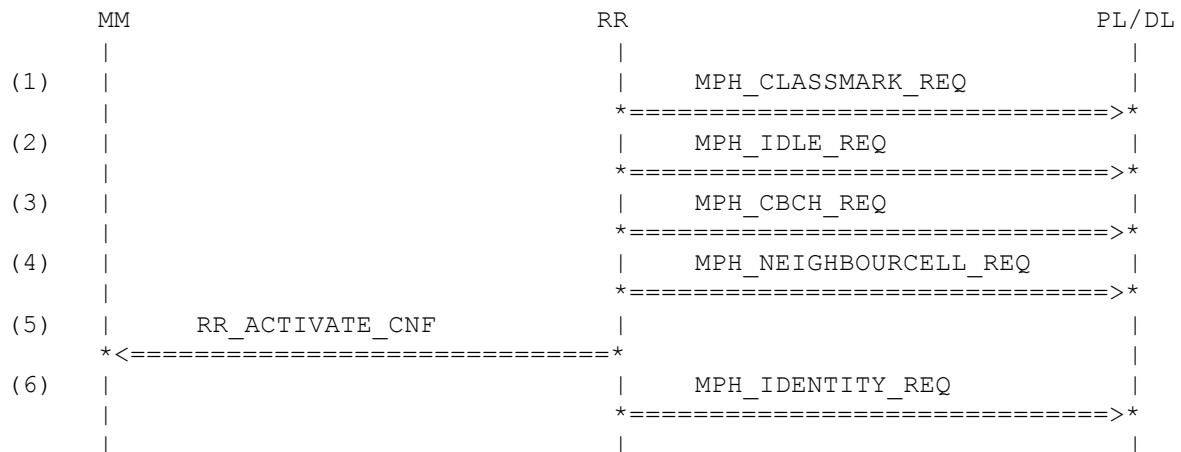 MM RR PL/DL
| | |
(1) | | MPH_CLASSMARK_REQ |
| *==============================>*
(2) | | MPH_IDLE_REQ |
| *==============================>*
(3) | | MPH_CBCH_REQ |
| *==============================>*
(4) | | MPH_NEIGHBOURCELL_REQ |
| *==============================>*
(5) | RR_ACTIVATE_CNF | |
*<==============================* |
(6) | | MPH_IDENTITY_REQ |
| *==============================>*
| | |